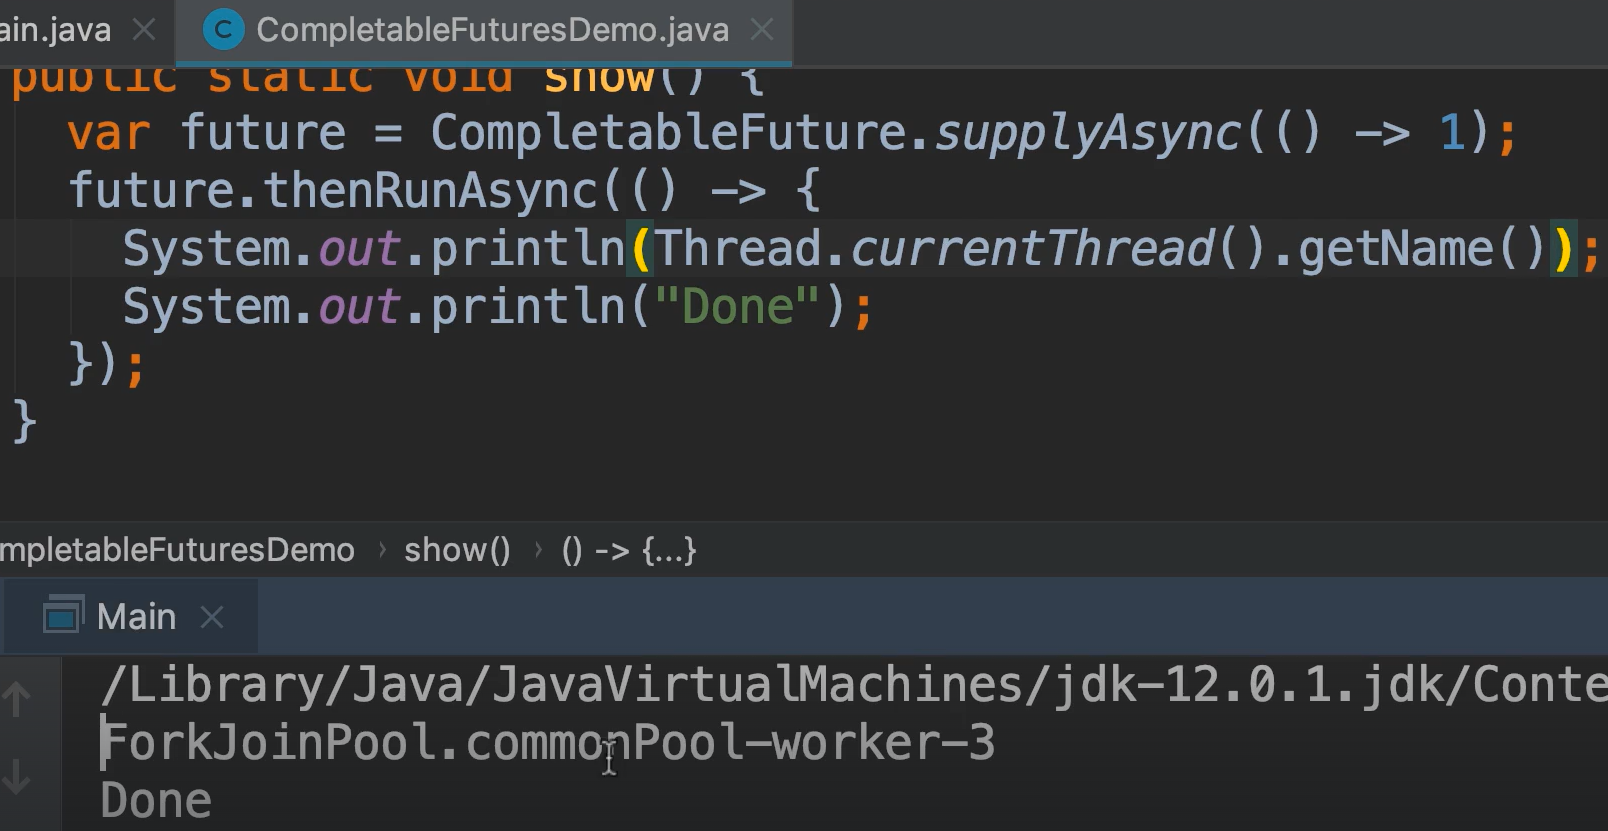 ain.java
CompletableFuturesDemo.java
public static void show() {
var future = CompletableFuture.supplyAsync(() -> 1);
future.thenRunAsync(() -> {
System.out.println(Thread.currentThread().getName());
System.out.println("Done");
});
}
mpletableFuturesDemo › show() › () -> {...}
Main
/Library/Java/JavaVirtualMachines/jdk-12.0.1.jdk/Conte
ForkJoinPool.commonPool-worker-3
Done